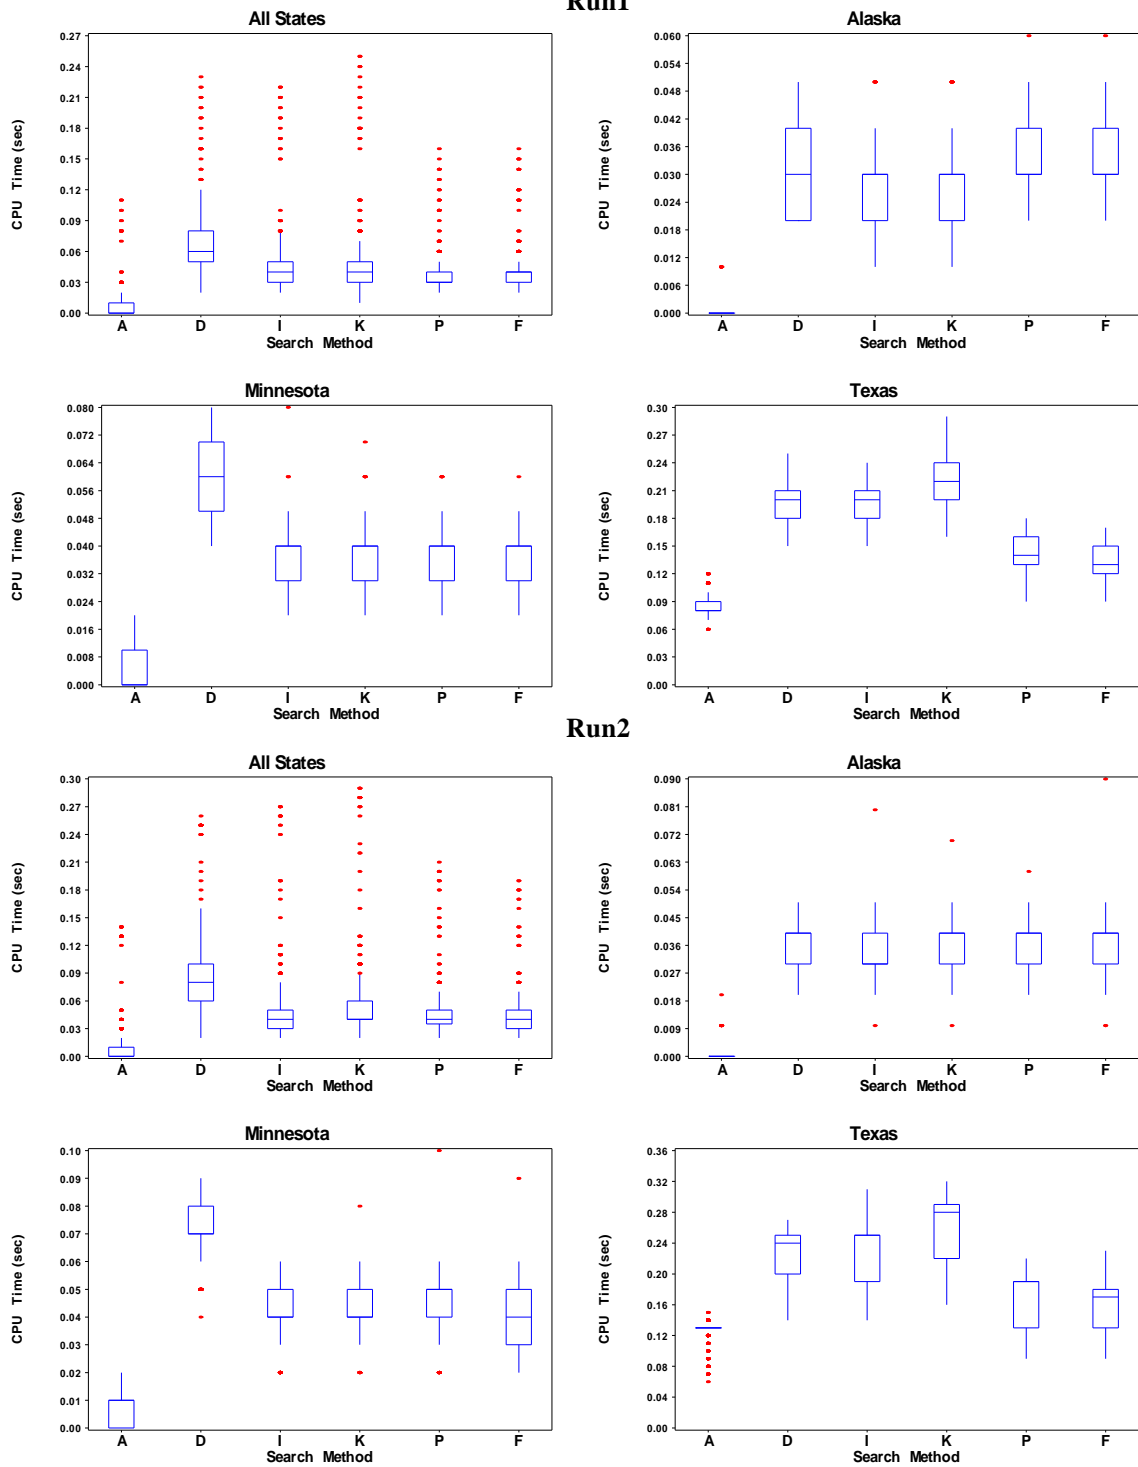 Run1
All States
CPU Time (sec)
0.27
0.24
0.21
0.18
0.15
0.12
0.09
0.06
0.03
0.00
A D I K P F
Search Method
Alaska
CPU Time (sec)
0.060
0.054
0.048
0.042
0.036
0.030
0.024
0.018
0.012
0.006
0.000
A D I K P F
Search Method
Minnesota
CPU Time (sec)
0.080
0.072
0.064
0.056
0.048
0.040
0.032
0.024
0.016
0.008
0.000
A D I K P F
Search Method
Texas
CPU Time (sec)
0.30
0.27
0.24
0.21
0.18
0.15
0.12
0.09
0.06
0.03
0.00
A D I K P F
Search Method
Run2
All States
CPU Time (sec)
0.30
0.27
0.24
0.21
0.18
0.15
0.12
0.09
0.06
0.03
0.00
A D I K P F
Search Method
Alaska
CPU Time (sec)
0.090
0.081
0.072
0.063
0.054
0.045
0.036
0.027
0.018
0.009
0.000
A D I K P F
Search Method
Minnesota
CPU Time (sec)
0.10
0.09
0.08
0.07
0.06
0.05
0.04
0.03
0.02
0.01
0.00
A D I K P F
Search Method
Texas
CPU Time (sec)
0.36
0.32
0.28
0.24
0.20
0.16
0.12
0.08
0.04
0.00
A D I K P F
Search Method